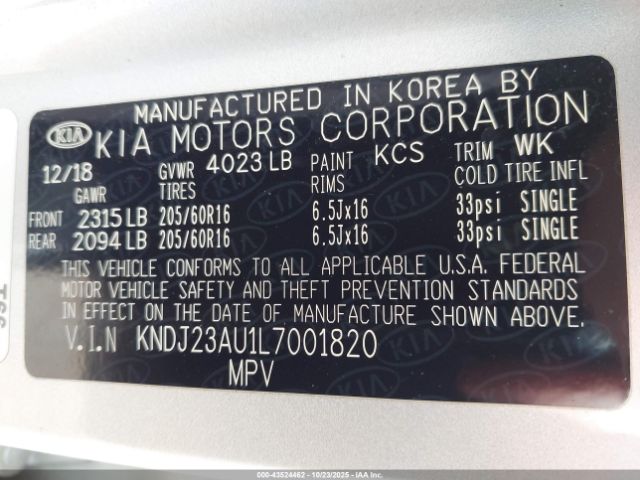 MANUFACTURED IN KOREA BY
KIA KIA MOTORS CORPORATION
12/18 GVWR 4023 LB PAINT KCS TRIM WK
GAWR TIRES RIMS COLD TIRE INFL
FRONT 2315 LB 205/60R16 6.5Jx16 33psi SINGLE
REAR 2094 LB 205/60R16 6.5Jx16 33psi SINGLE
THIS VEHICLE CONFORMS TO ALL APPLICABLE U.S.A. FEDERAL
MOTOR VEHICLE SAFETY AND THEFT PREVENTION STANDARDS
IN EFFECT ON THE DATE OF MANUFACTURE SHOWN ABOVE.
V.I.N KNDJ23AU1L7001820
MPV
000-43524462 - 10/23/2025 - IAAI.COM